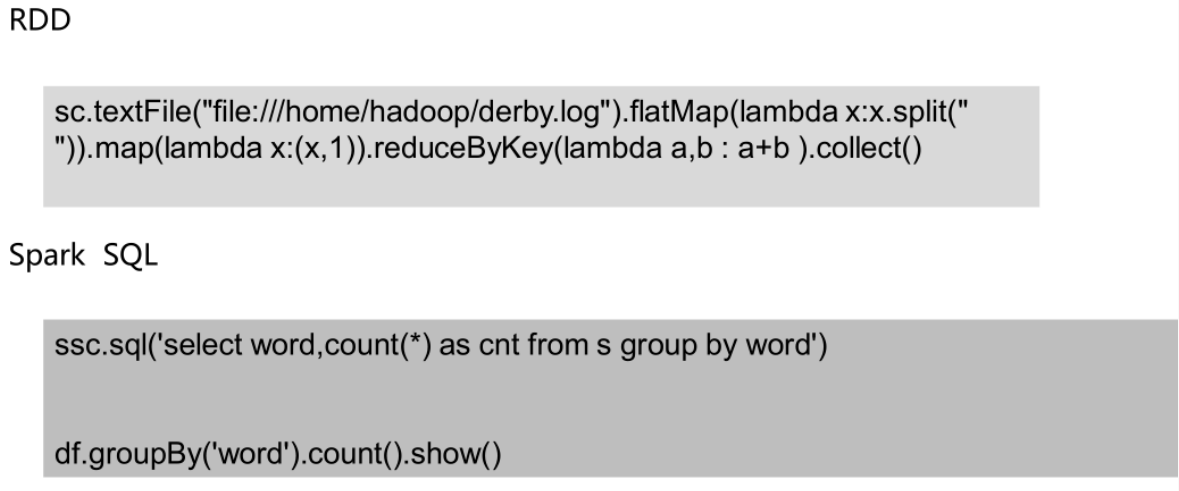 RDD
sc.textFile("file:///home/hadoop/derby.log").flatMap(lambda x:x.split("
")).map(lambda x:(x,1)).reduceByKey(lambda a,b : a+b ).collect()
Spark SQL
ssc.sql('select word,count(*) as cnt from s group by word')
df.groupBy('word').count().show()